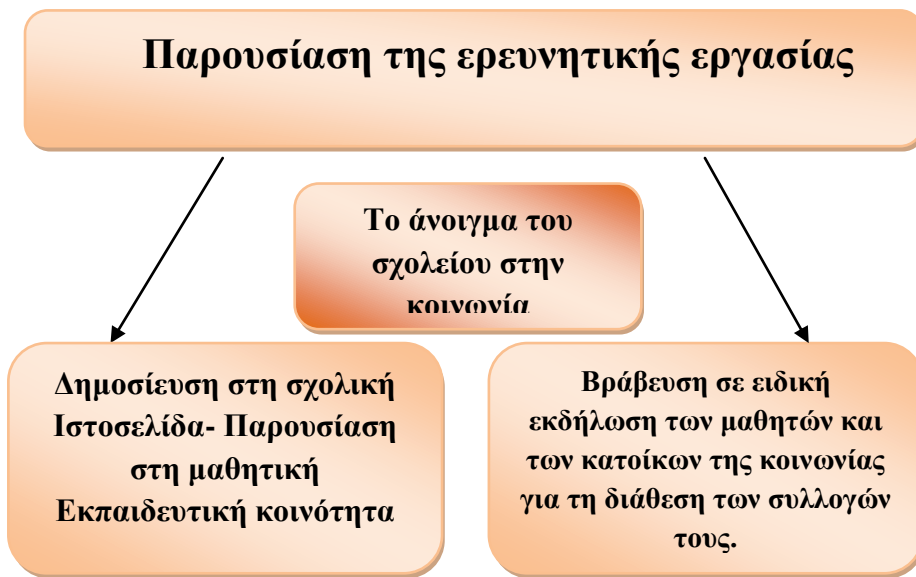 Παρουσίαση της ερευνητικής εργασίας
Το άνοιγμα του
σχολείου στην
κοινωνία
Δημοσίευση στη σχολική
Ιστοσελίδα- Παρουσίαση
στη μαθητική
Εκπαιδευτική κοινότητα
Βράβευση σε ειδική
εκδήλωση των μαθητών και
των κατοίκων της κοινωνίας
για τη διάθεση των συλλογών
τους.